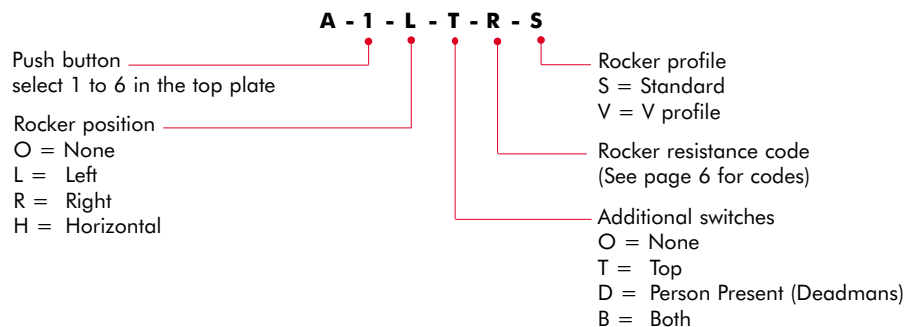 A - 1 - L - T - R - S
Push button
select 1 to 6 in the top plate
Rocker position
O = None
L = Left
R = Right
H = Horizontal
Rocker profile
S = Standard
V = V profile
Rocker resistance code
(See page 6 for codes)
Additional switches
O = None
T = Top
D = Person Present (Deadmans)
B = Both